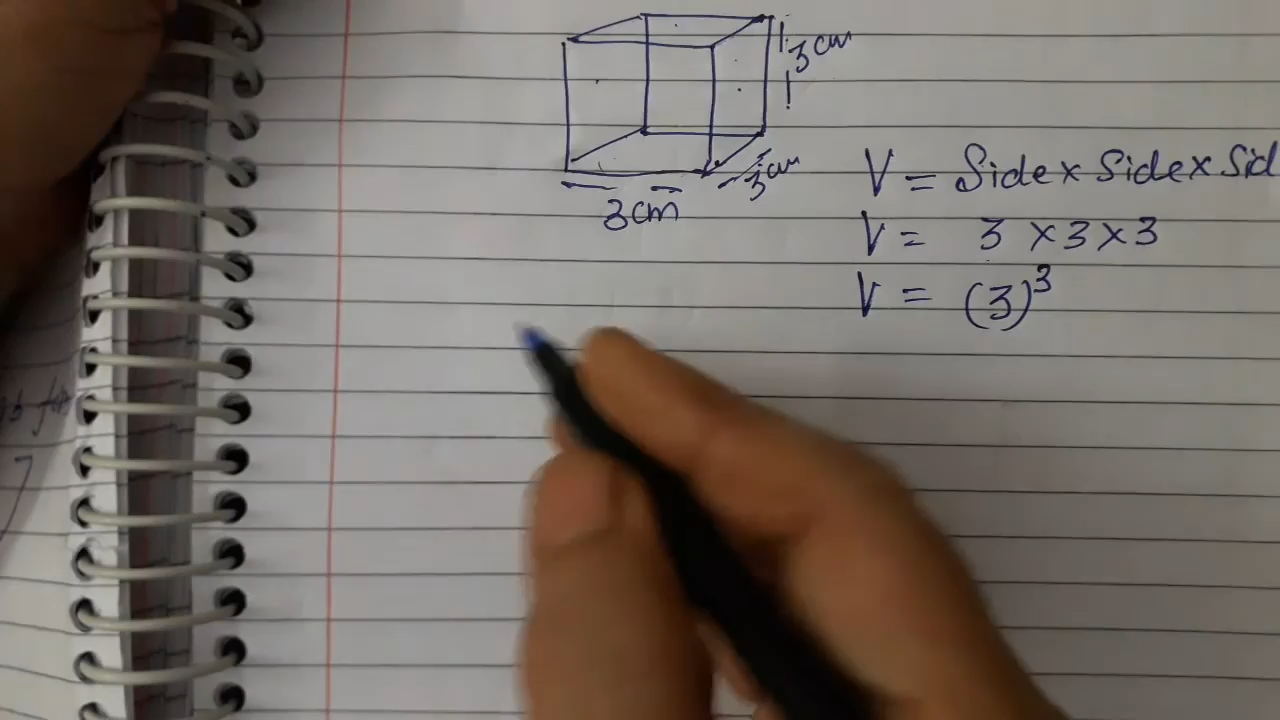 3cm
3cm
3cm
V = Side x Side x Sid
V = 3 x 3 x 3
V = (3)³